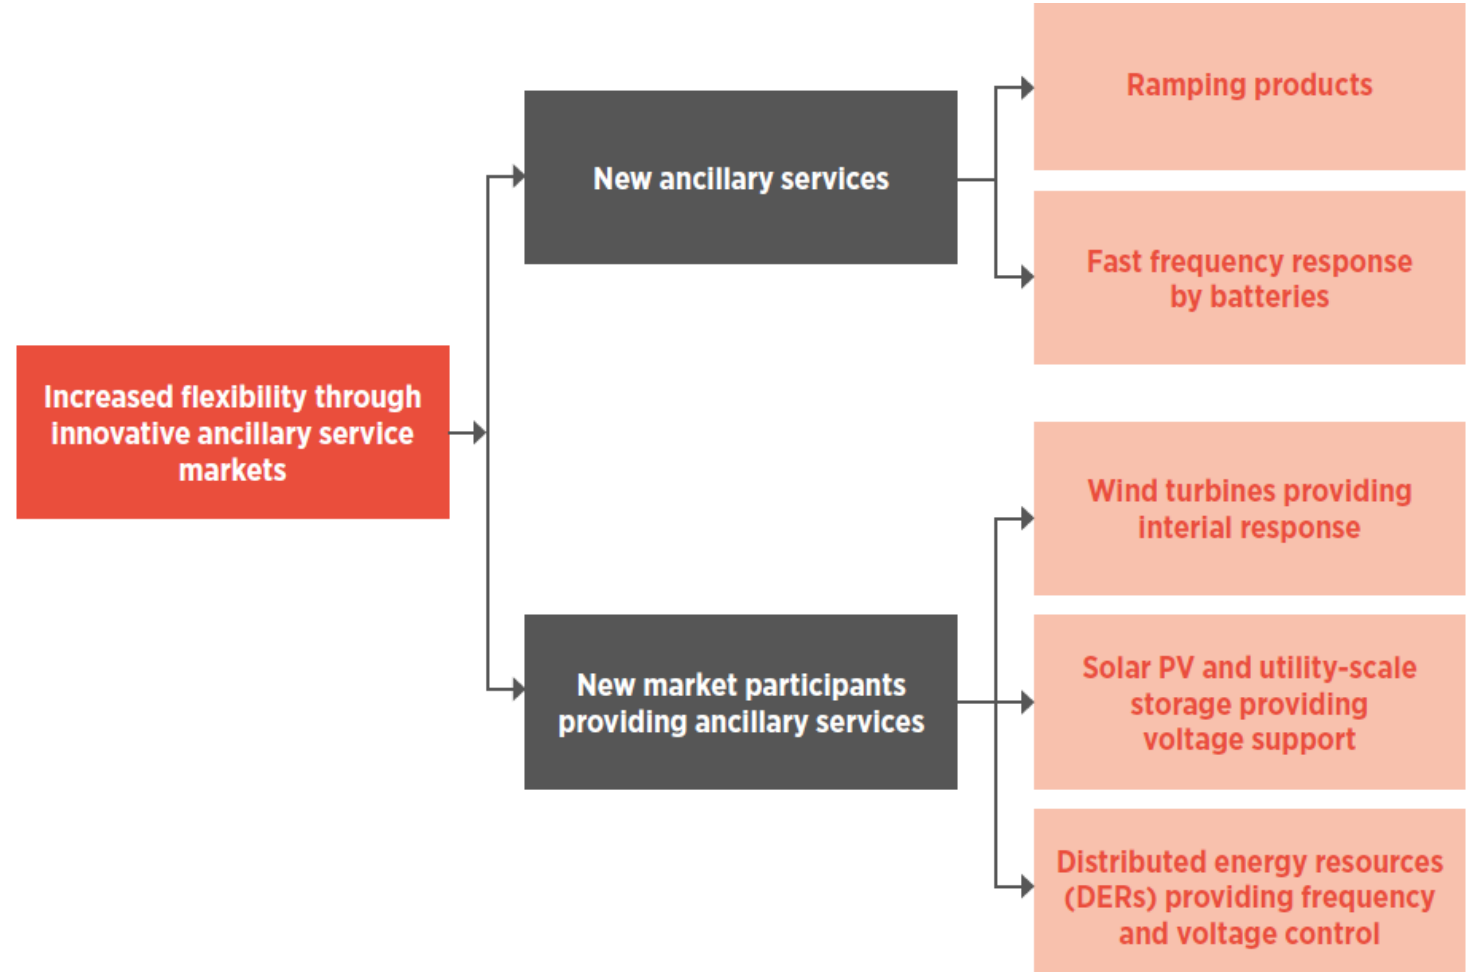 Ramping products
New ancillary services
Fast frequency response
by batteries
Increased flexibility through
innovative ancillary service
markets
Wind turbines providing
interial response
New market participants
providing ancillary services
Solar PV and utility-scale
storage providing
voltage support
Distributed energy resources
(DERs) providing frequency
and voltage control